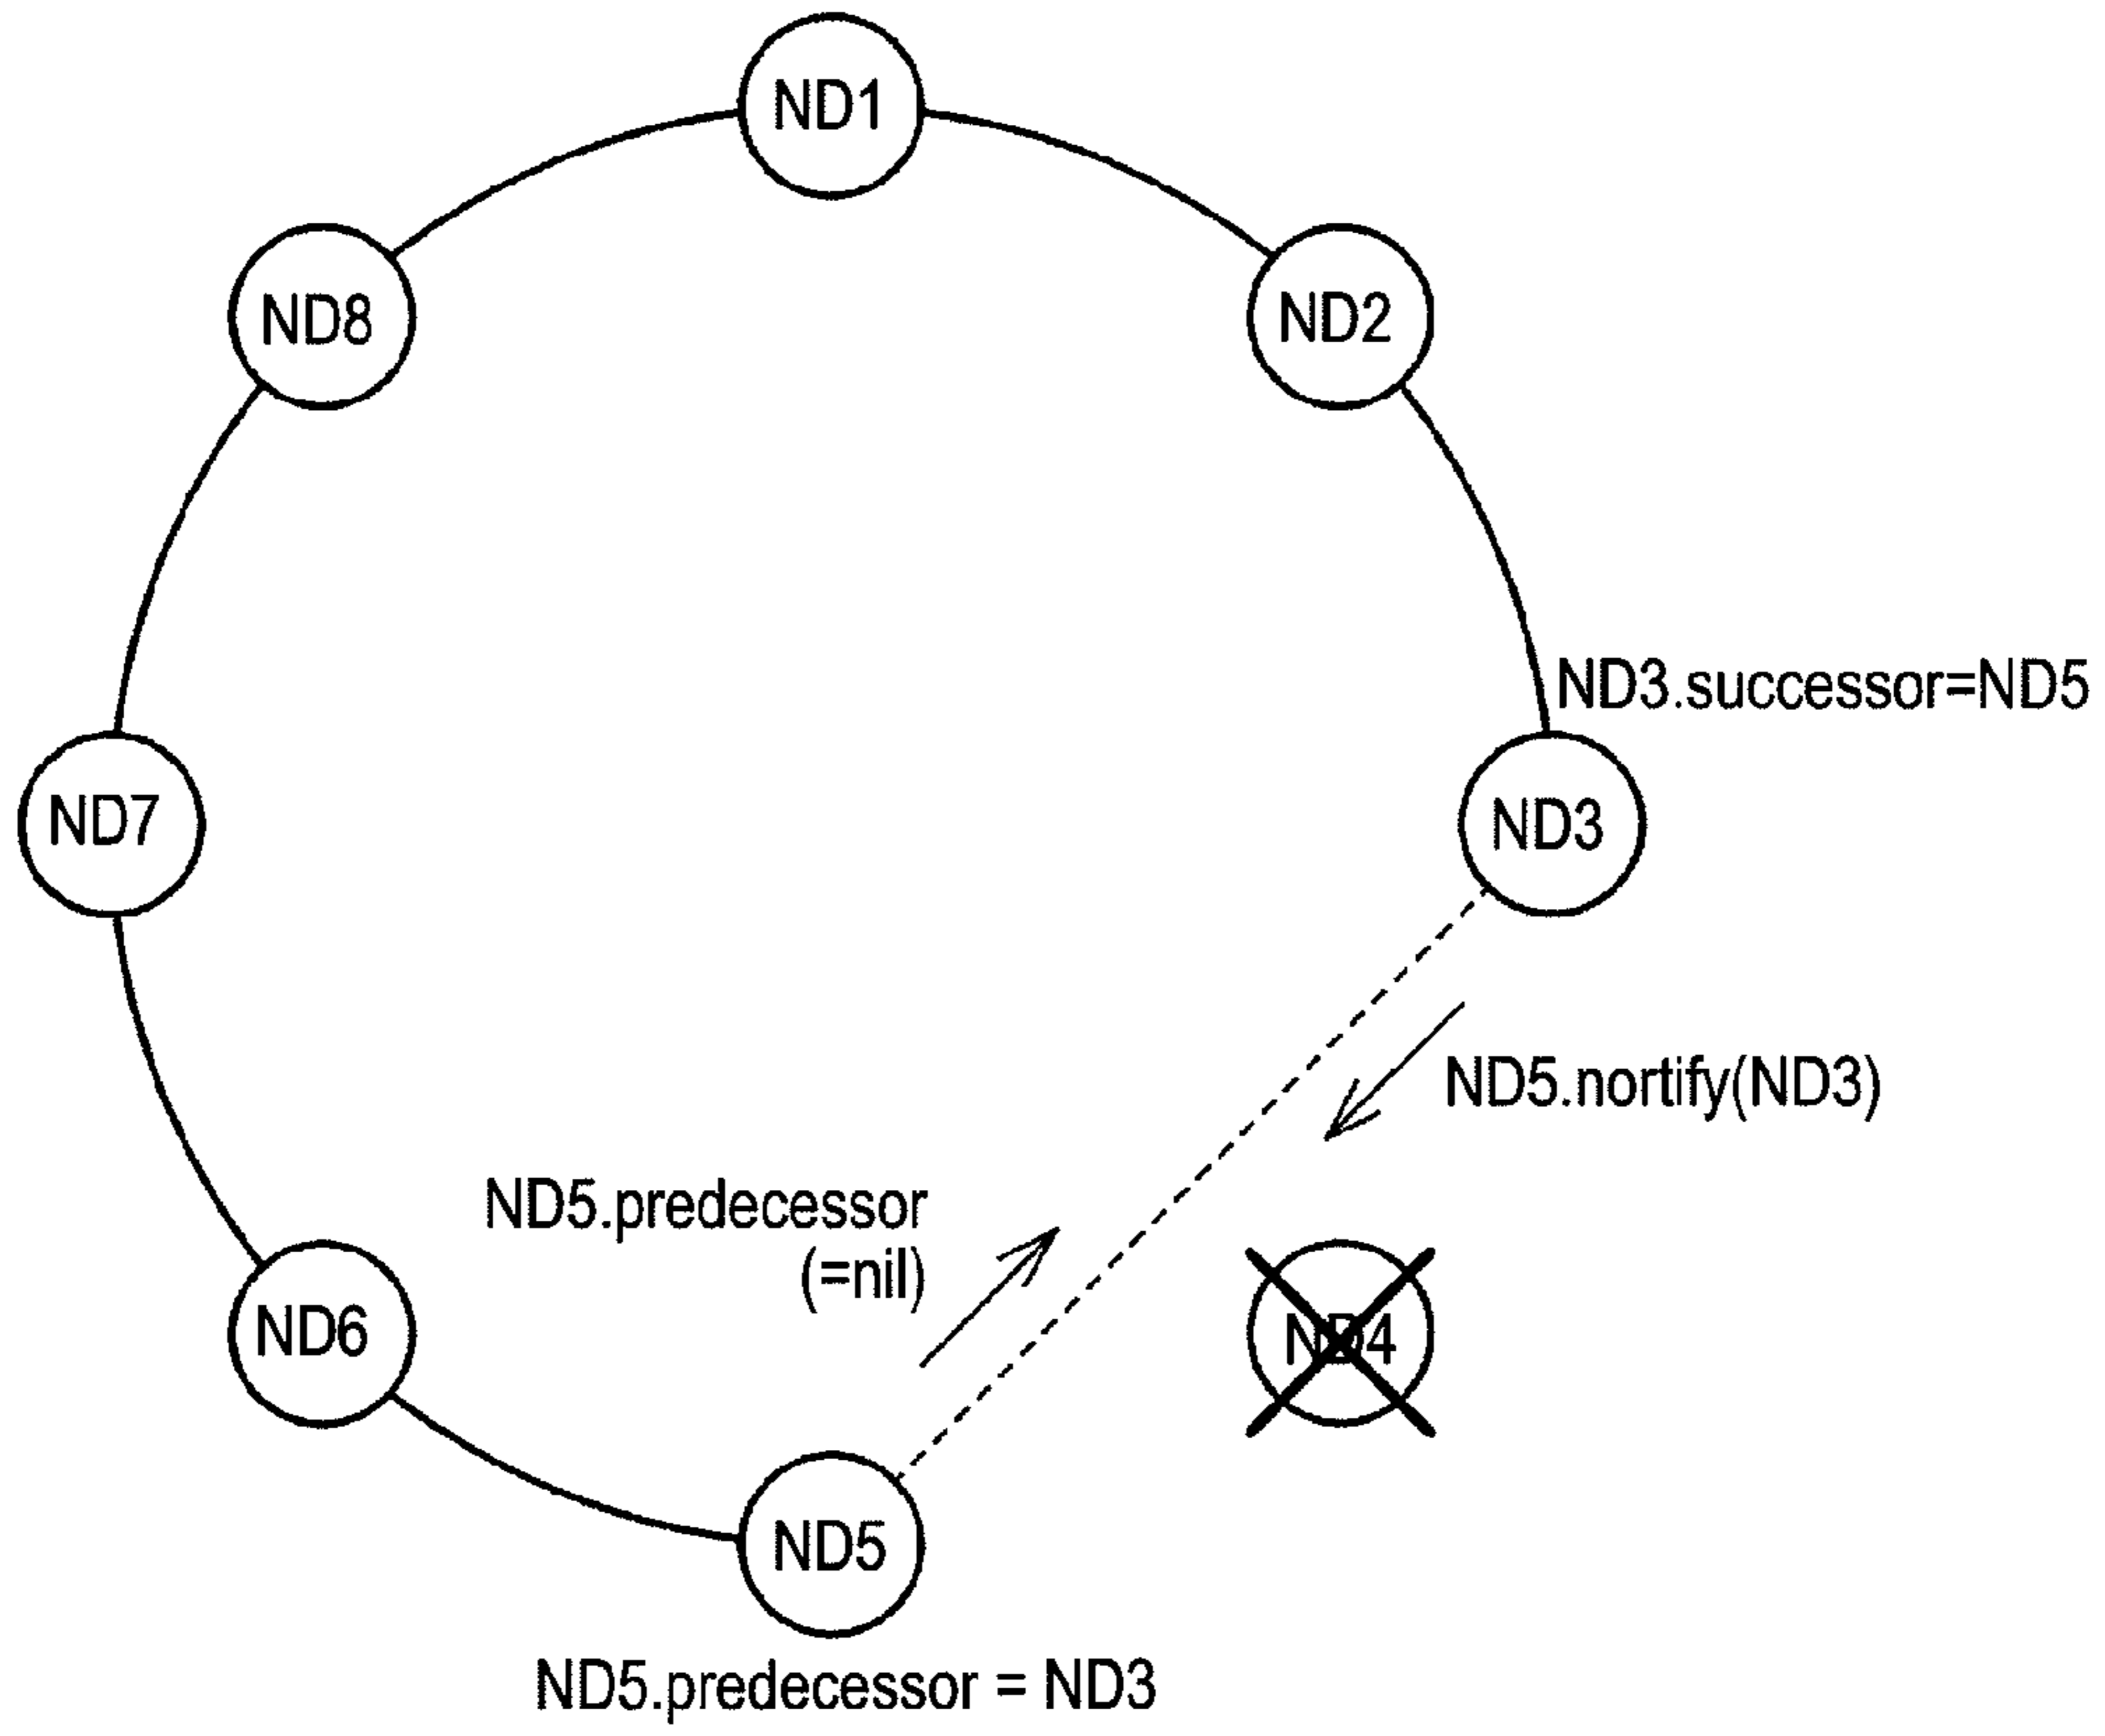 ND1
ND8
ND2
ND3.successor=ND5
ND7
ND3
ND5.nortify(ND3)
ND5.predecessor
(=nil)
ND6
ND4
ND5
ND5.predecessor = ND3